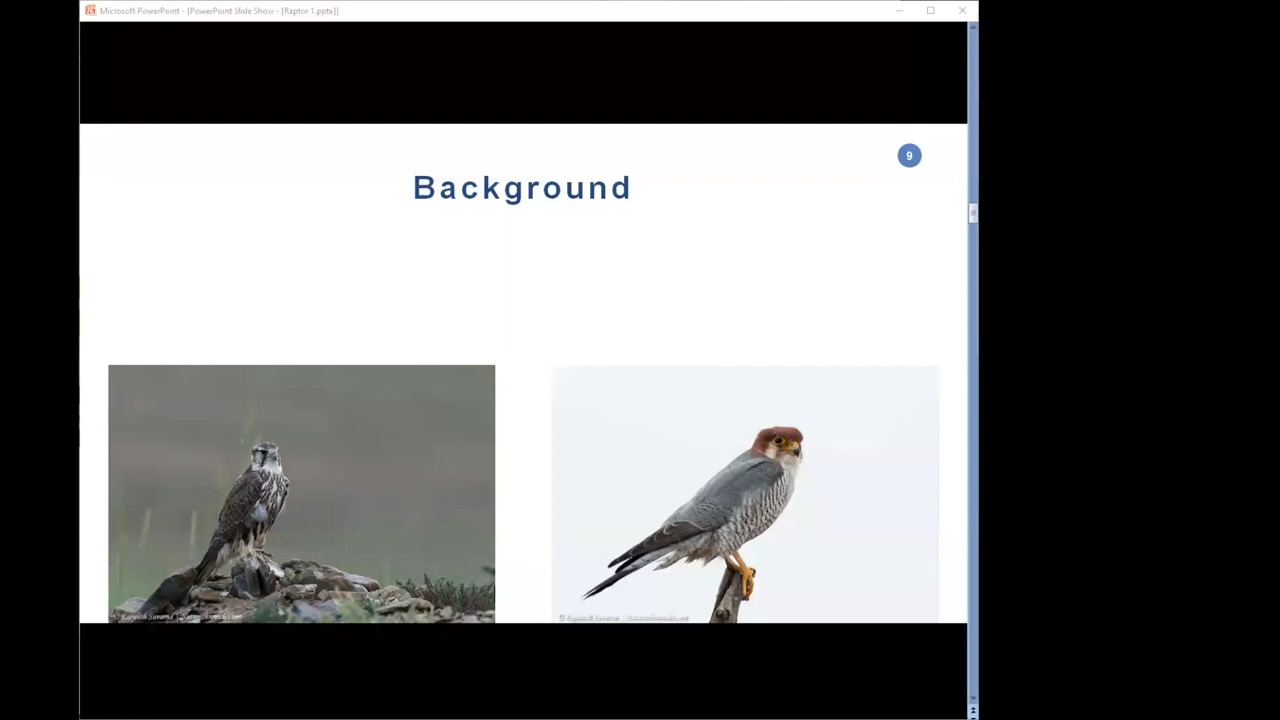 Microsoft PowerPoint - [PowerPoint Slide Show - [Raptor 1.pptx]]
9
Background